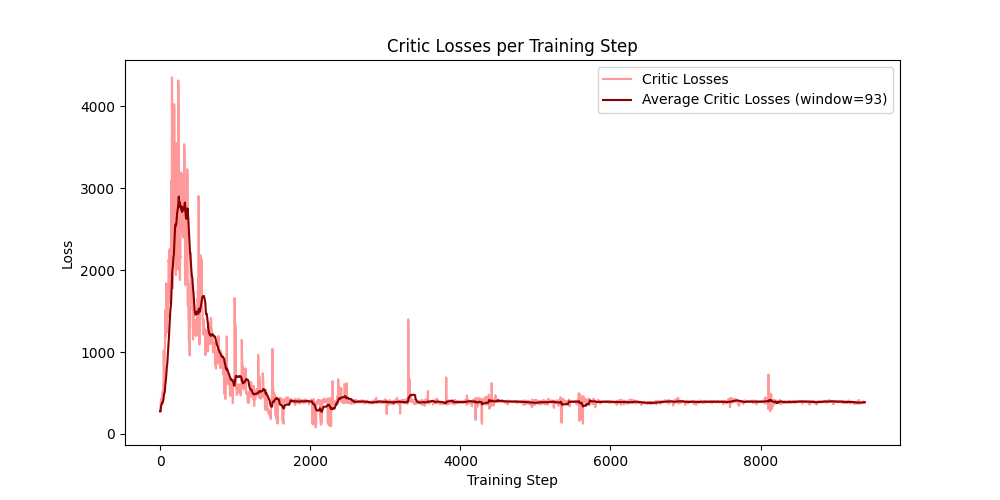 Critic Losses per Training Step
Critic Losses
Average Critic Losses (window=93)
4000
3000
2000
1000
0
Loss
0 2000 4000 6000 8000
Training Step